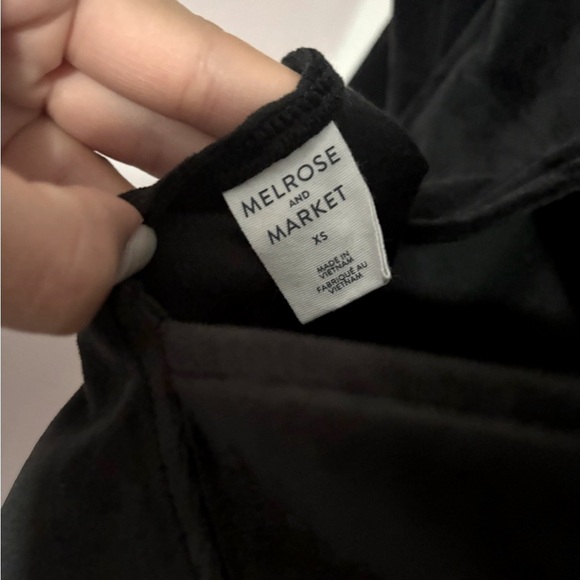 MELROSE
AND
MARKET
XS
MADE IN
VIETNAM
FABRIQUÉ AU
VIETNAM